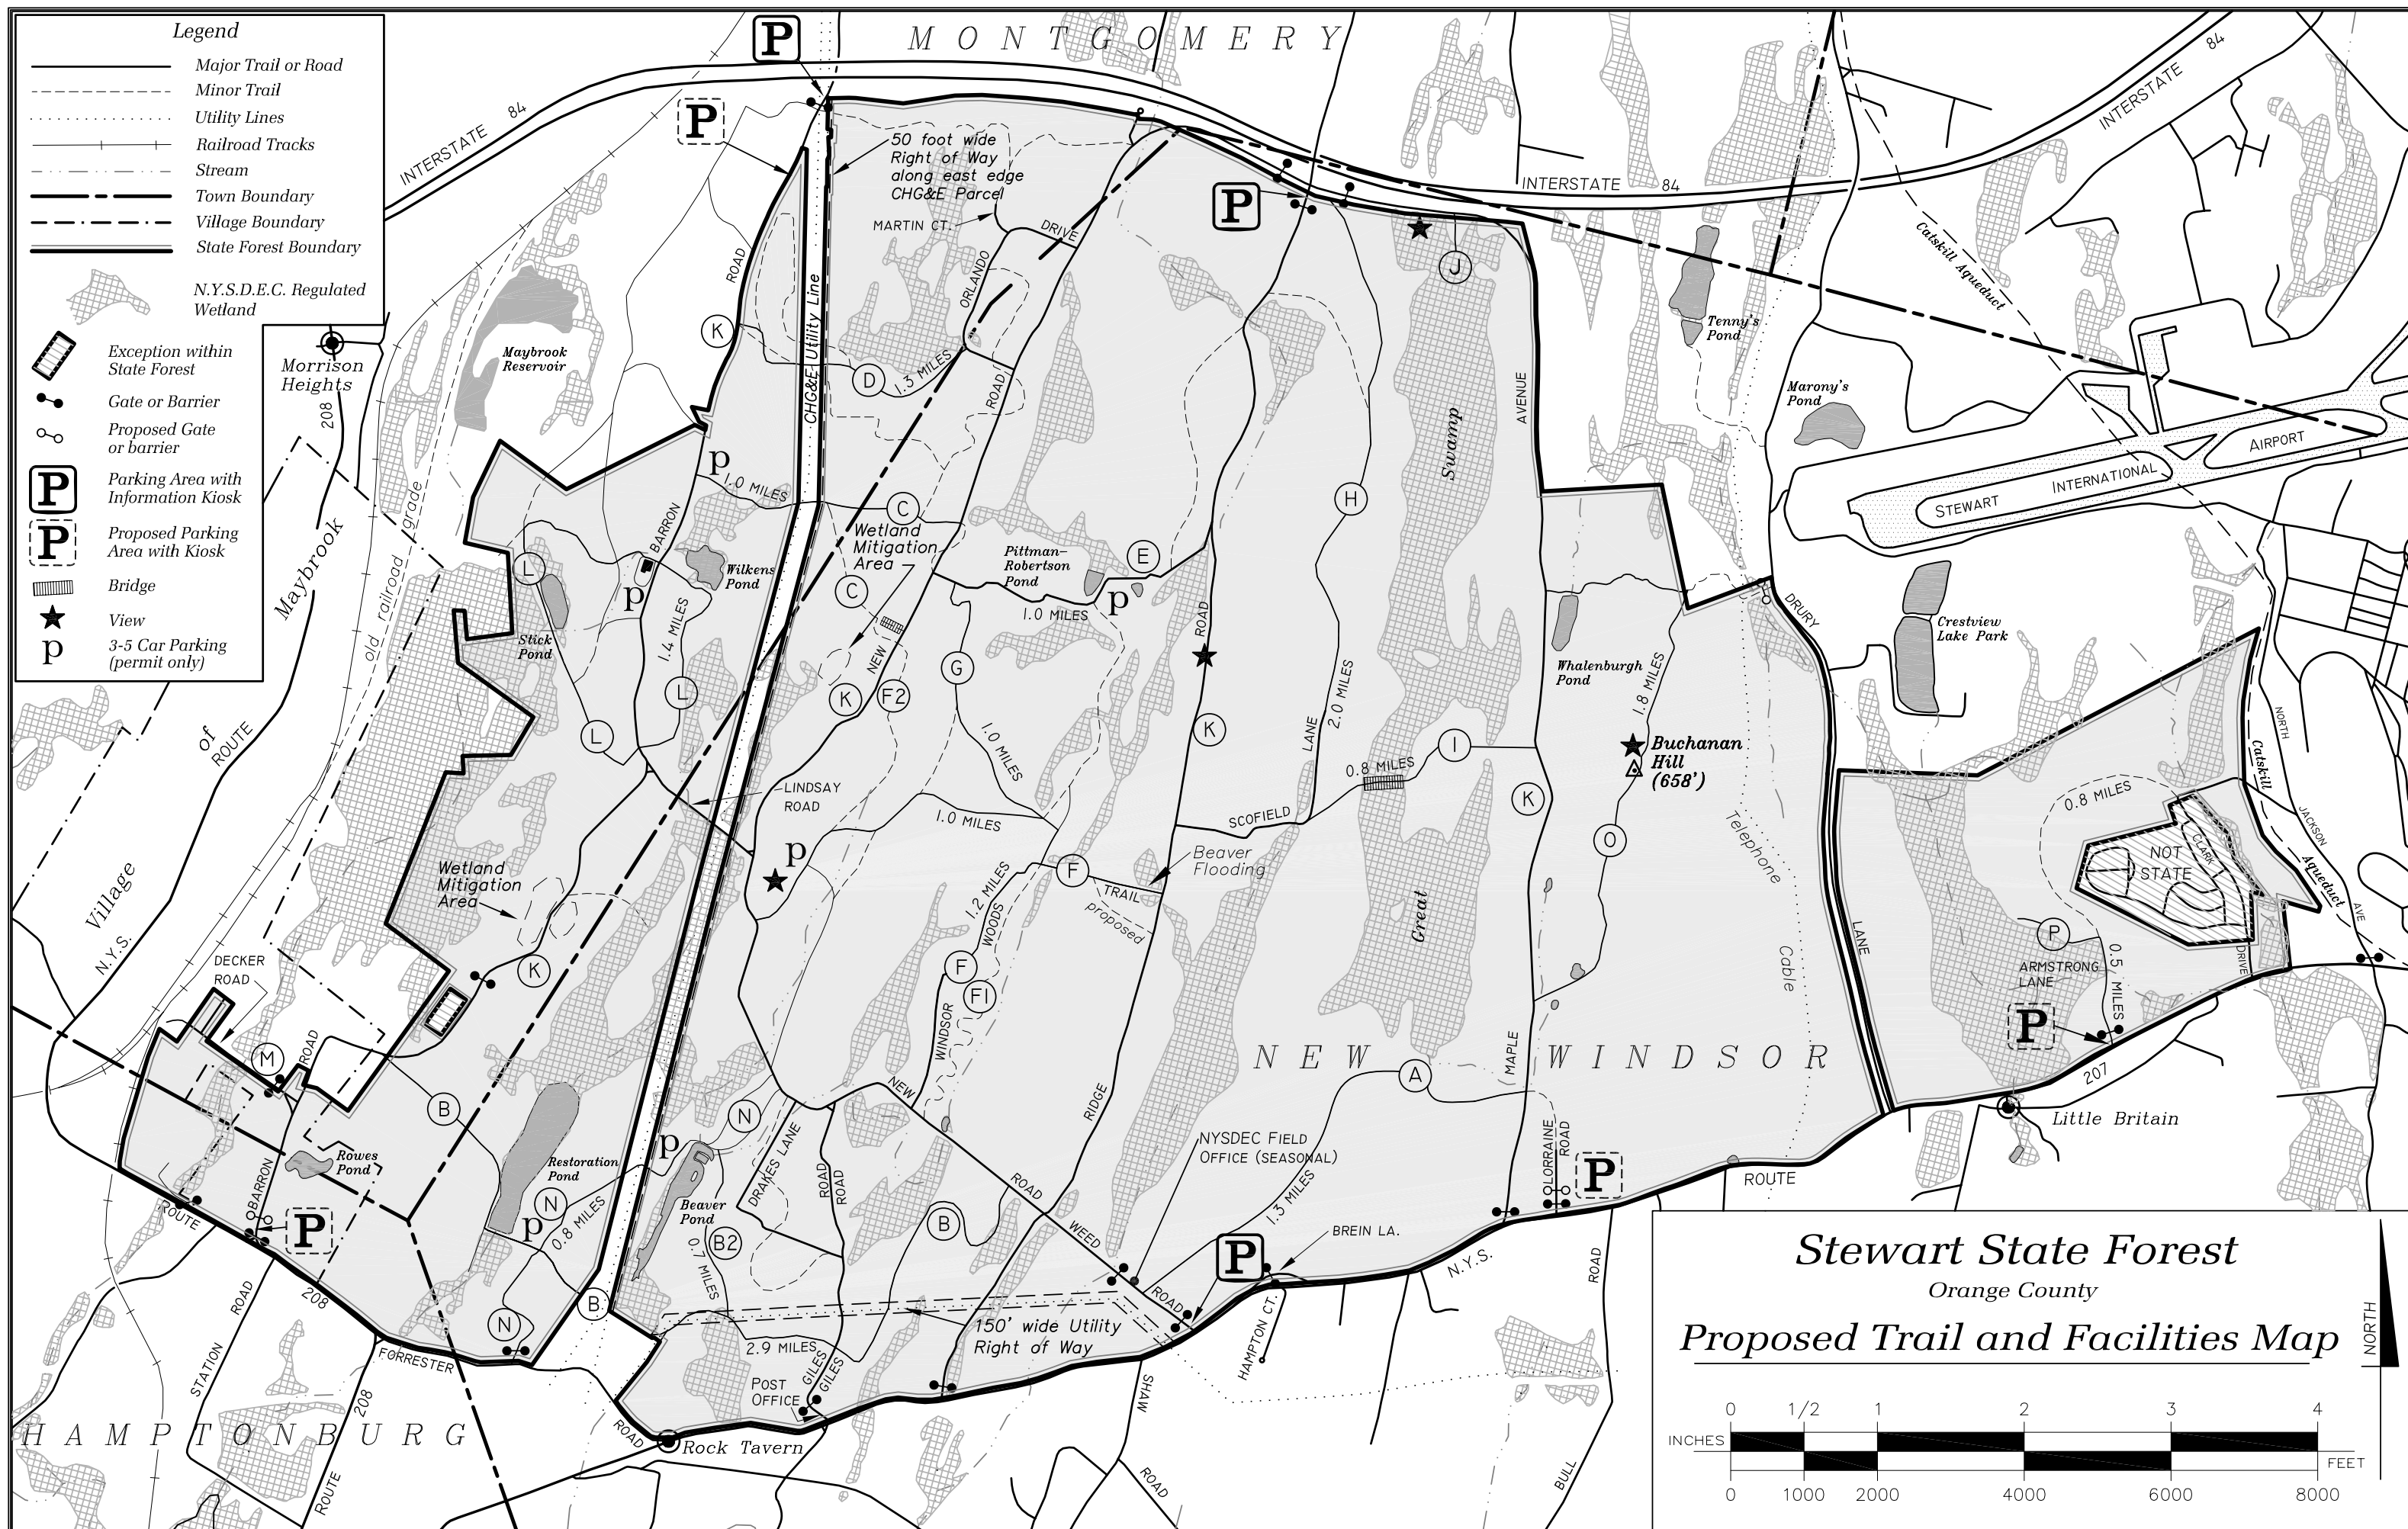 Legend
Major Trail or Road
Minor Trail
Utility Lines
Railroad Tracks
Stream
Town Boundary
Village Boundary
State Forest Boundary
N.Y.S.D.E.C. Regulated
Wetland
Exception within
State Forest
Gate or Barrier
Proposed Gate
or barrier
P
Parking Area with
Information Kiosk
P
Proposed Parking
Area with Kiosk
Bridge
View
p
3-5 Car Parking
(permit only)
MONTGOMERY
P
P
INTERSTATE 84
INTERSTATE 84
INTERSTATE 84
50 foot wide
Right of Way
along east edge
CHG&E Parcel
MARTIN CT.
ORLANDO
DRIVE
ROAD
CHG&E Utility Line
P
J
Catskill Aqueduct
Tenny's
Pond
Marony's
Pond
STEWART INTERNATIONAL AIRPORT
Morrison
Heights
208
Maybrook
Reservoir
K
D
1.3 MILES
ROAD
AVENUE
Swamp
H
old railroad grade
Village of Maybrook
N.Y.S. ROUTE
p
1.0 MILES
C
BARRON
Wetland
Mitigation
Area
Wilkens
Pond
L
Stick
Pond
p
1.4 MILES
L
L
C
NEW
K
F2
G
Pittman-
Robertson
Pond
E
p
1.0 MILES
ROAD
K
LANE
2.0 MILES
1.0 MILES
0.8 MILES
I
SCOFIELD
Whalenburgh
Pond
1.8 MILES
Buchanan
Hill
(658')
K
O
DRURY
Crestview
Lake Park
LINDSAY
ROAD
p
1.0 MILES
Beaver
Flooding
F
TRAIL
proposed
1.2 MILES
WOODS
F
F1
WINDSOR
Great
Telephone
Cable
LANE
NORTH
JACKSON
AVE
Catskill
Aqueduct
0.8 MILES
NOT
STATE
CLARK
DRIVE
P
ARMSTRONG
LANE
0.5 MILES
P
207
Little Britain
Wetland
Mitigation
Area
K
DECKER
ROAD
M
ROAD
B
Rowes
Pond
BARRON
P
ROUTE
208
Restoration
Pond
N
p
0.8 MILES
p
N
Beaver
Pond
B2
0.7 MILES
DRAKES LANE
ROAD
ROAD
B
NEW
ROAD
WEED
ROAD
RIDGE
NEW WINDSOR
A
MAPLE
NYSDEC FIELD
OFFICE (SEASONAL)
1.3 MILES
LORRAINE
ROAD
P
P
BREIN LA.
ROUTE
N.Y.S.
HAMPTON CT.
ROAD
BULL
B
N
FORRESTER
ROAD
2.9 MILES
150' wide Utility
Right of Way
POST
OFFICE
GILES
GILES
Rock Tavern
SHAW
ROAD
STATION
ROAD
ROUTE
208
HAMPTONBURG
Stewart State Forest
Orange County
Proposed Trail and Facilities Map
NORTH
0 1/2 1 2 3 4
INCHES
FEET
0 1000 2000 4000 6000 8000